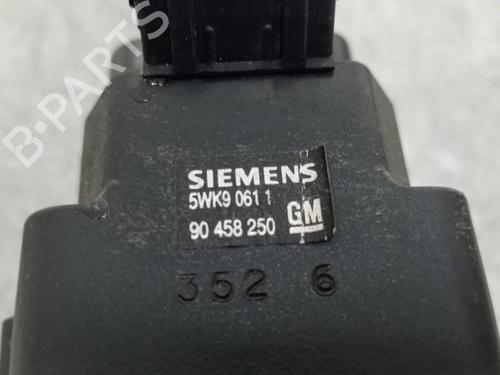 B-PARTS
SIEMENS
5WK9 061 1
90 458 250 GM
352 6